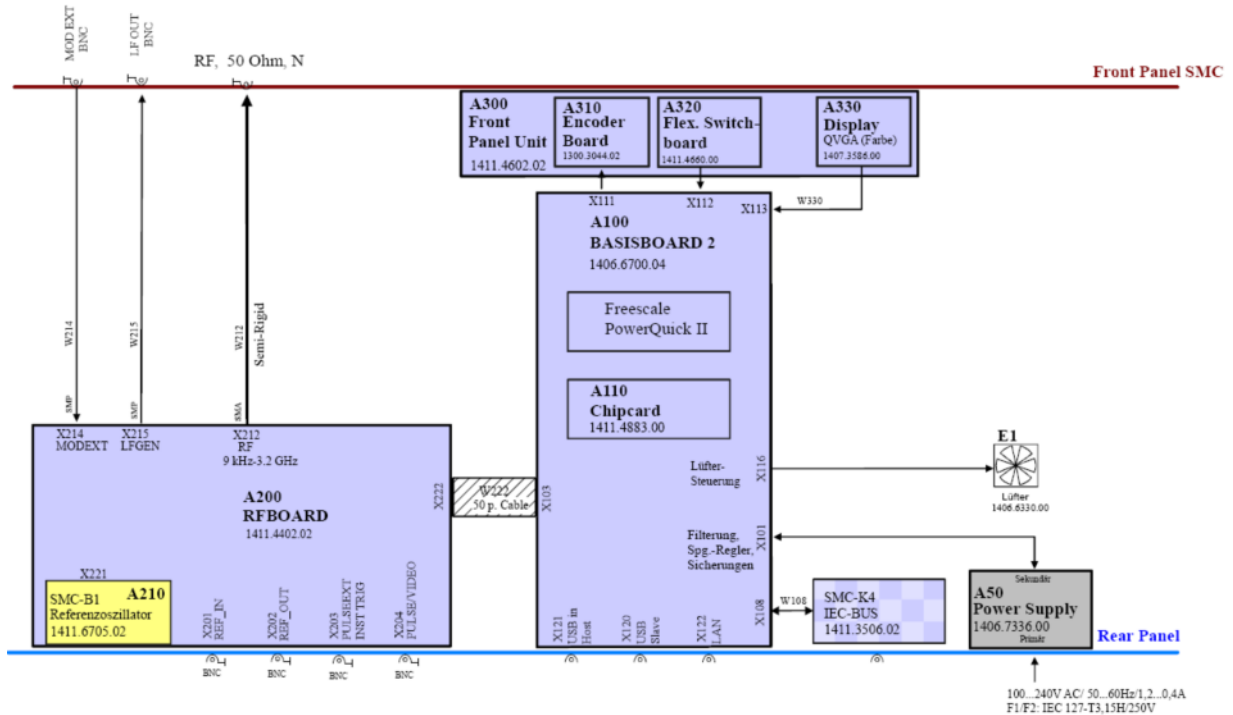 MOD EXT
BNC
LF OUT
BNC
RF, 50 Ohm, N
Front Panel SMC
A300
Front
Panel Unit
1411.4602.02
A310
Encoder
Board
1300.3044.02
A320
Flex. Switch-
board
1411.4660.00
A330
Display
QVGA (Farbe)
1407.3586.00
X111
X112
X113
W330
A100
BASISBOARD 2
1406.6700.04
Freescale
PowerQuick II
A110
Chipcard
1411.4883.00
W214
W215
W212
Semi-Rigid
SMP
SMP
SMA
X214
MODEXT
X215
LFGEN
X212
RF
9 kHz-3.2 GHz
A200
RFBOARD
1411.4402.02
X222
W222
50 p. Cable
X103
Lüfter-
Steuerung
X116
E1
Lüfter
1406.6330.00
Filterung,
Spg.-Regler,
Sicherungen
X101
X221
SMC-B1
A210
Referenzoszillator
1411.6705.02
X201
REF_IN
X202
REF_OUT
X203
PULSEEXT
INST TRIG
X204
PULSE/VIDEO
BNC
BNC
BNC
BNC
X121
USB in
Host
X120
USB
Slave
X122
LAN
X108
W108
SMC-K4
IEC-BUS
1411.3506.02
Sekundär
A50
Power Supply
1406.7336.00
Primär
Rear Panel
100...240V AC/ 50...60Hz/1,2...0,4A
F1/F2: IEC 127-T3,15H/250V